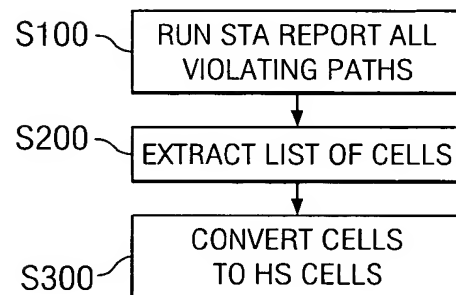 S100
RUN STA REPORT ALL
VIOLATING PATHS
S200
EXTRACT LIST OF CELLS
S300
CONVERT CELLS
TO HS CELLS